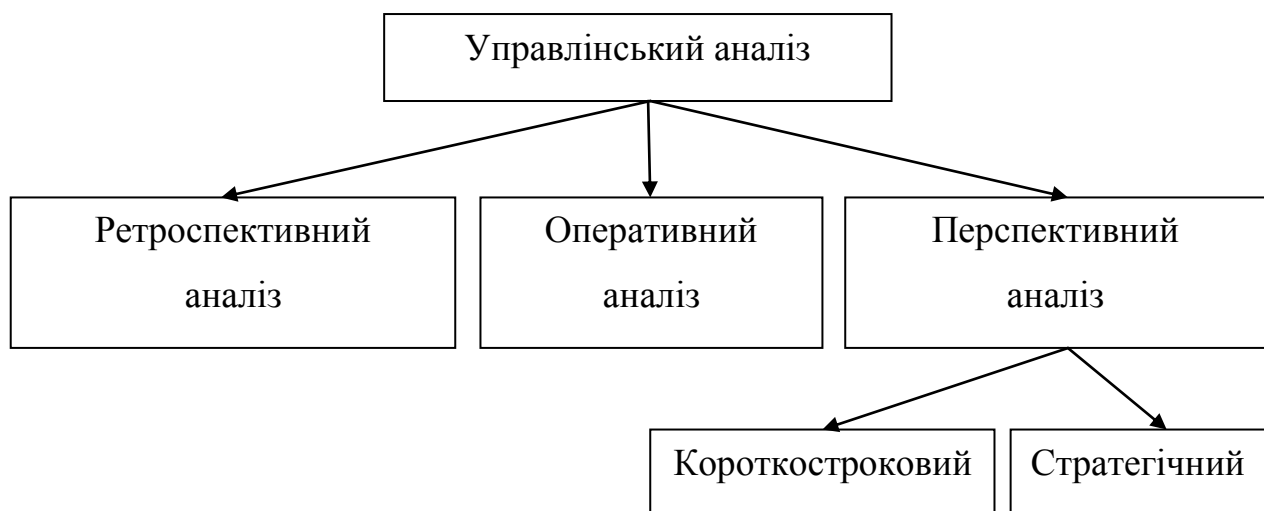 Управлінський аналіз
Ретроспективний
аналіз
Оперативний
аналіз
Перспективний
аналіз
Короткостроковий
Стратегічний